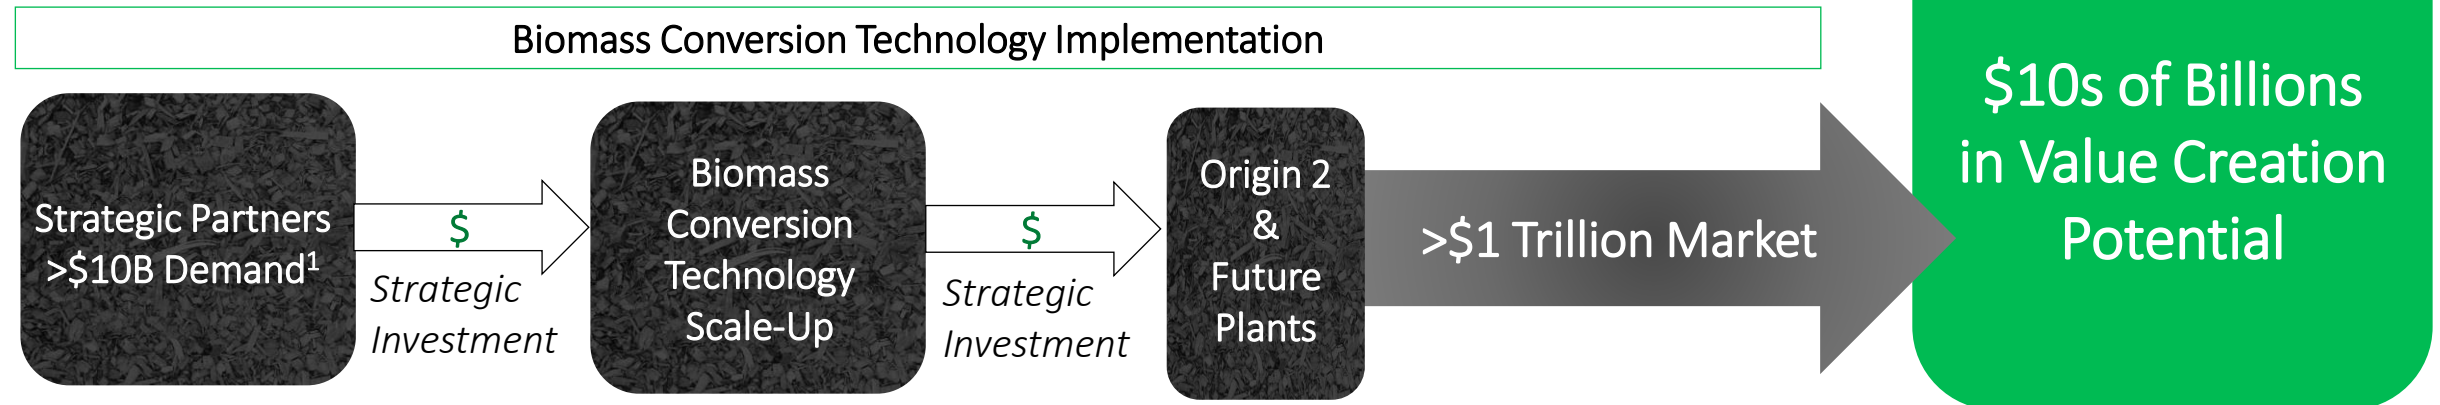 Biomass Conversion Technology Implementation
Strategic Partners
>$10B Demand¹
$
Strategic
Investment
Biomass
Conversion
Technology
Scale-Up
$
Strategic
Investment
Origin 2
&
Future
Plants
>$1 Trillion Market
$10s of Billions
in Value Creation
Potential